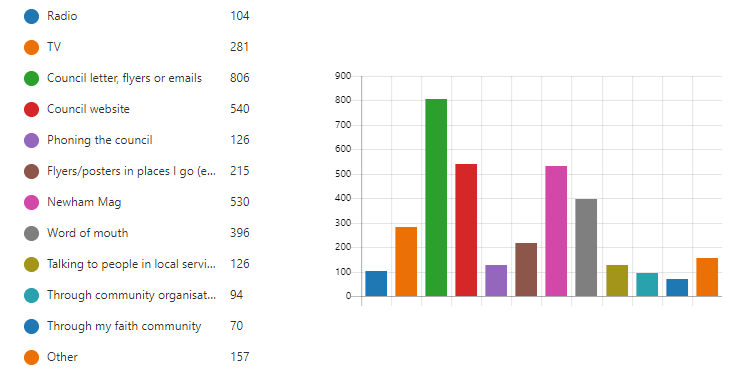 Radio 104
TV 281
Council letter, flyers or emails 806
Council website 540
Phoning the council 126
Flyers/posters in places I go (e... 215
Newham Mag 530
Word of mouth 396
Talking to people in local servi... 126
Through community organisat... 94
Through my faith community 70
Other 157
900
800
700
600
500
400
300
200
100
0